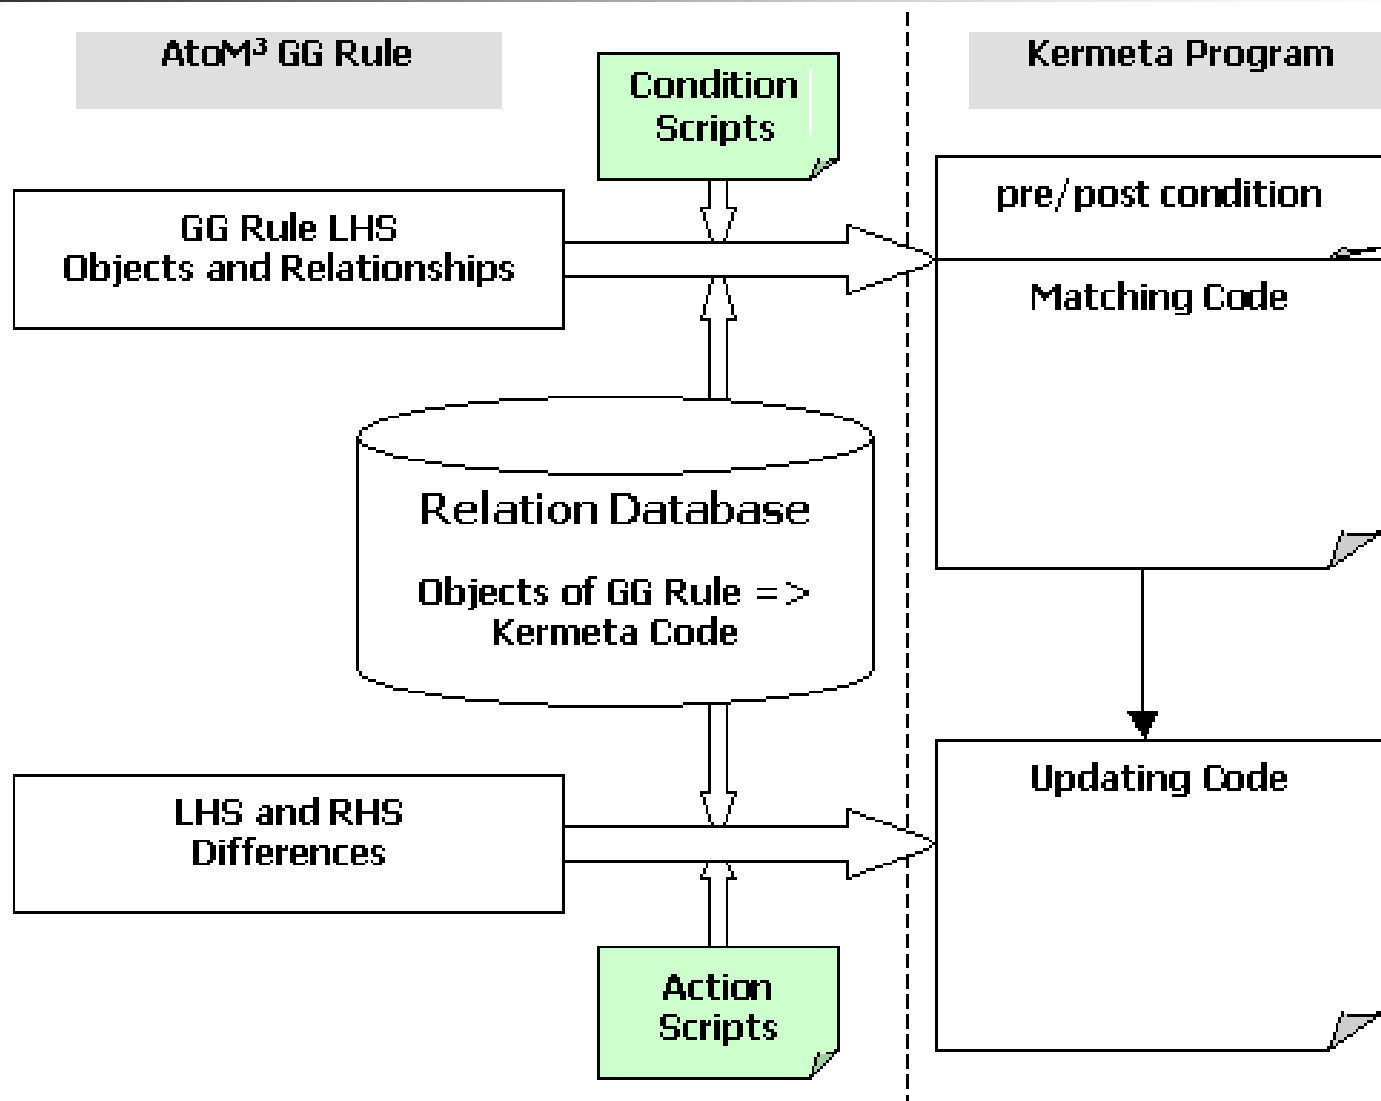 AtoM³ GG Rule
Kermeta Program
Condition
Scripts
pre/post condition
GG Rule LHS
Objects and Relationships
Matching Code
Relation Database
Objects of GG Rule =>
Kermeta Code
LHS and RHS
Differences
Updating Code
Action
Scripts